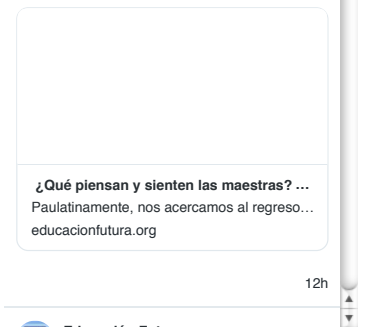 ¿Qué piensan y sienten las maestras? …
Paulatinamente, nos acercamos al regreso…
educacionfutura.org
12h